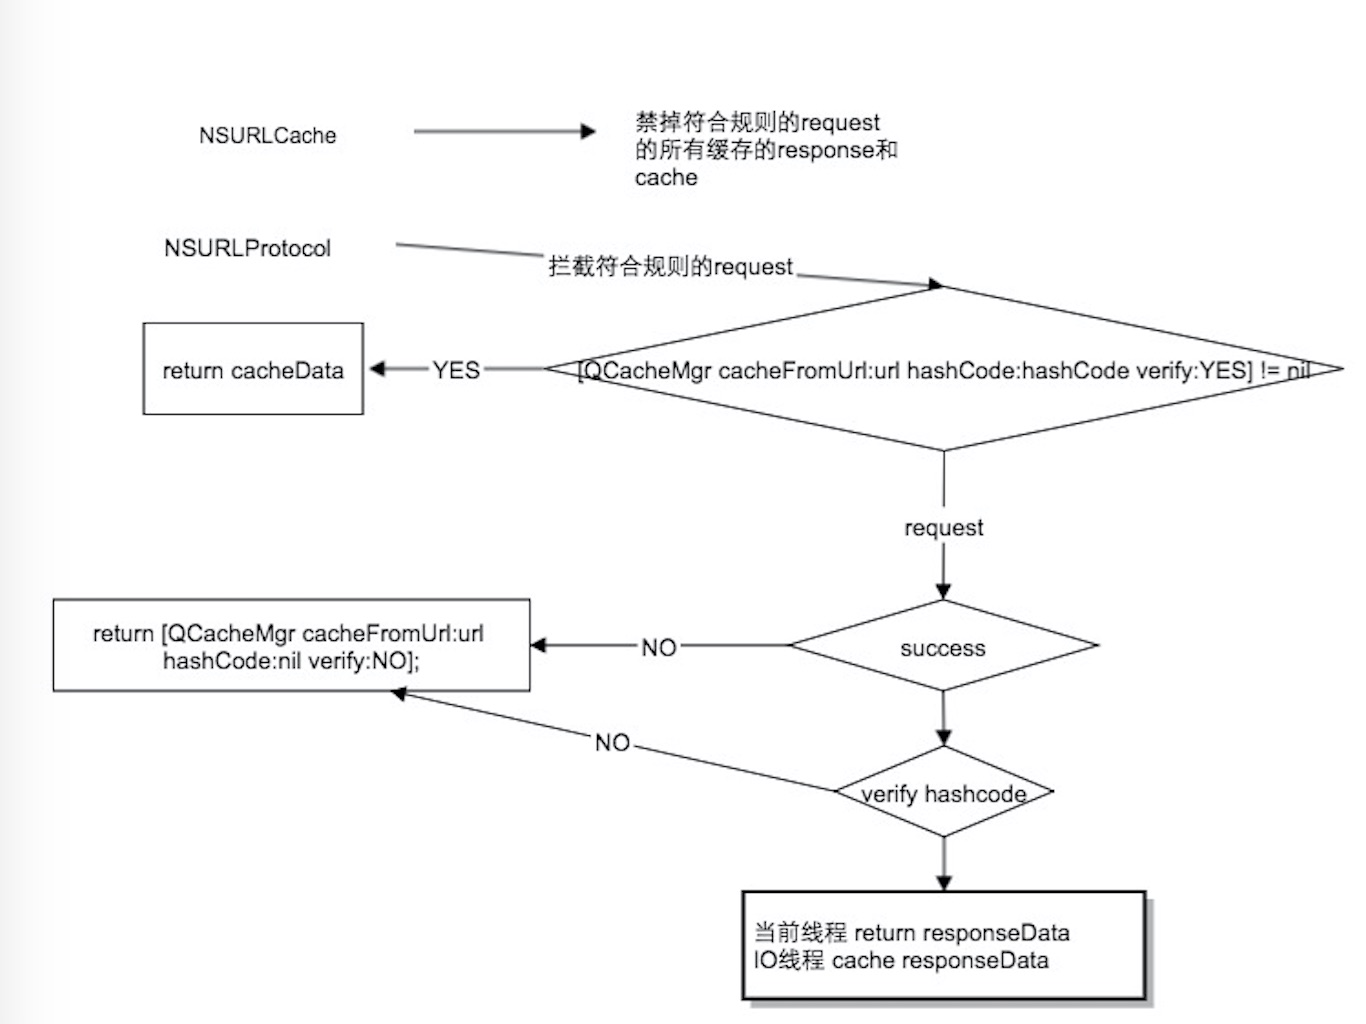 NSURLCache
禁掉符合规则的request
的所有缓存的response和
cache
NSURLProtocol
拦截符合规则的request
return cacheData
YES
[QCacheMgr cacheFromUrl:url hashCode:hashCode verify:YES] != nil
request
return [QCacheMgr cacheFromUrl:url
hashCode:nil verify:NO];
NO
success
NO
verify hashcode
当前线程 return responseData
IO线程 cache responseData